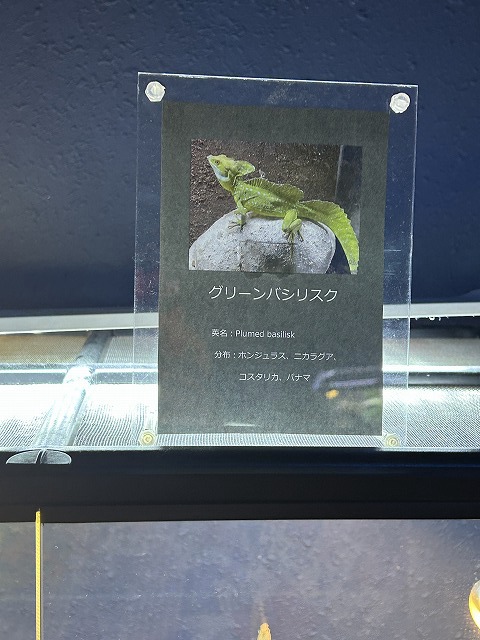 グリーンバシリスク
英名：Plumed basilisk
分布：ホンジュラス、ニカラグア、
コスタリカ、パナマ